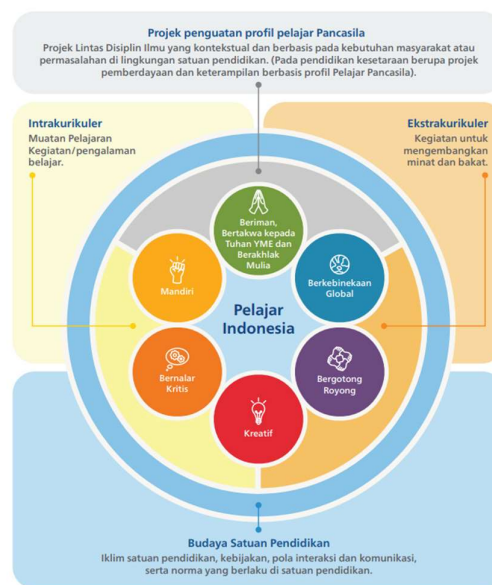 Projek penguatan profil pelajar Pancasila
Projek Lintas Disiplin Ilmu yang kontekstual dan berbasis pada kebutuhan masyarakat atau
permasalahan di lingkungan satuan pendidikan. (Pada pendidikan kesetaraan berupa projek
pemberdayaan dan keterampilan berbasis profil Pelajar Pancasila).
Intrakurikuler
Muatan Pelajaran
Kegiatan/pengalaman
belajar.
Ekstrakurikuler
Kegiatan untuk
mengembangkan
minat dan bakat.
Beriman,
Bertakwa kepada
Tuhan YME dan
Berakhlak
Mulia
Mandiri
Berkebinekaan
Global
Pelajar
Indonesia
Bernalar
Kritis
Bergotong
Royong
Kreatif
Budaya Satuan Pendidikan
Iklim satuan pendidikan, kebijakan, pola interaksi dan komunikasi,
serta norma yang berlaku di satuan pendidikan.